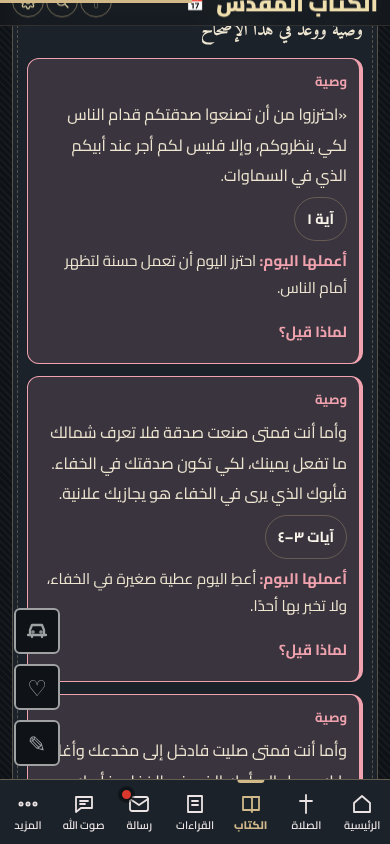 الكتاب المقدس
وصية ووعد في هذا الإصحاح
وصية
«احترزوا من أن تصنعوا صدقتكم قدام الناس
لكي ينظروكم، وإلا فليس لكم أجر عند أبيكم
الذي في السماوات.
آية ١
أعملها اليوم: احترز اليوم أن تعمل حسنة لتظهر
أمام الناس.
لماذا قيل؟
وصية
وأما أنت فمتى صنعت صدقة فلا تعرف شمالك
ما تفعل يمينك، لكي تكون صدقتك في الخفاء.
فأبوك الذي يرى في الخفاء هو يجازيك علانية.
آيات ٣–٤
أعملها اليوم: أعطِ اليوم عطية صغيرة في الخفاء،
ولا تخبر بها أحدًا.
لماذا قيل؟
وصية
وأما أنت فمتى صليت فادخل إلى مخدعك
الرئيسية
الصلاة
الكتاب
القراءات
رسالة
صوت الله
المزيد